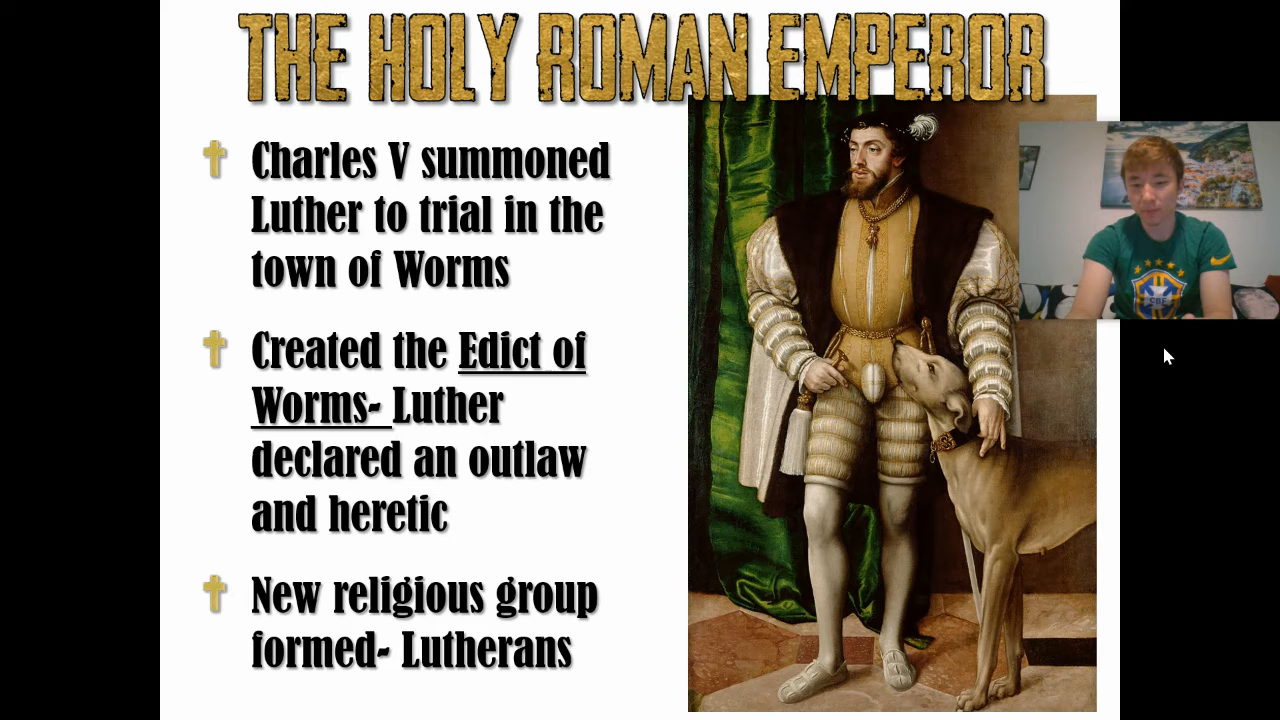 THE HOLY ROMAN EMPEROR
Charles V summoned
Luther to trial in the
town of Worms
Created the Edict of
Worms- Luther
declared an outlaw
and heretic
New religious group
formed- Lutherans
CBF